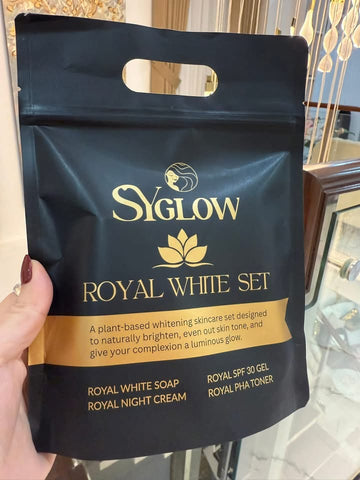 SYGLOW
ROYAL WHITE SET
A plant-based whitening skincare set designed
to naturally brighten, even out skin tone, and
give your complexion a luminous glow.
ROYAL WHITE SOAP
ROYAL NIGHT CREAM
ROYAL SPF 30 GEL
ROYAL PHA TONER